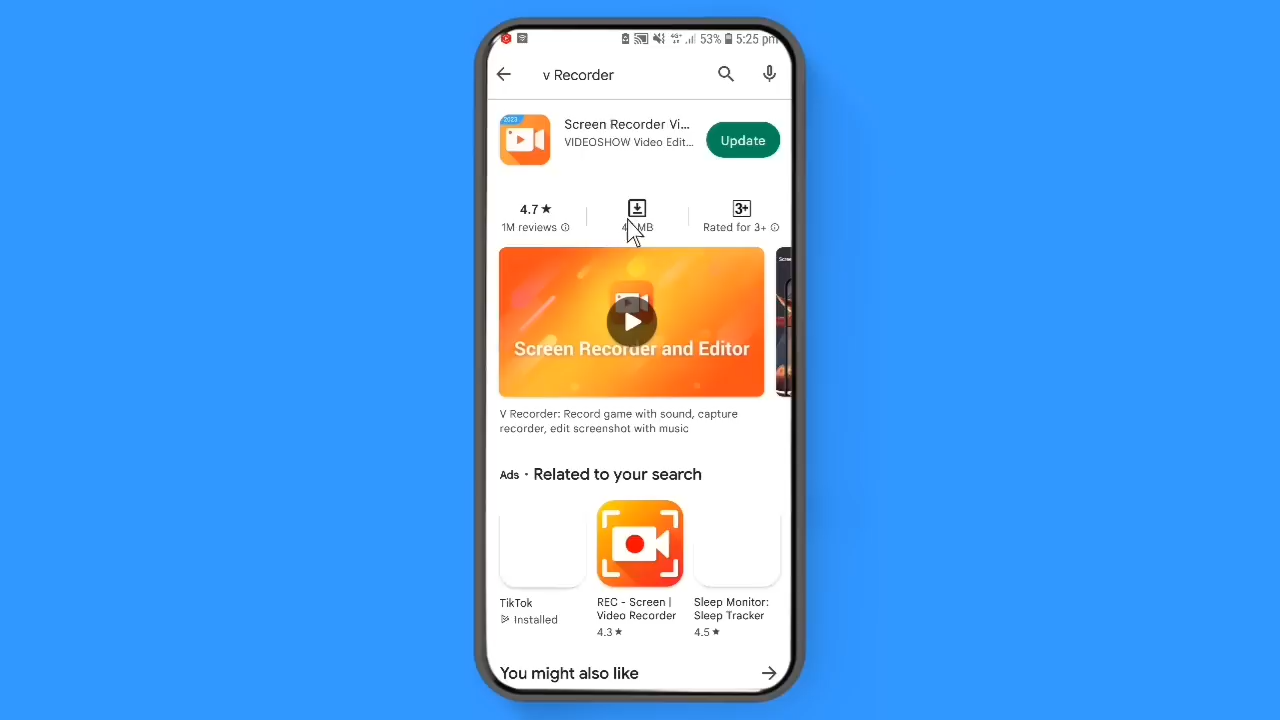 53% 5:25 pm
v Recorder
2023
Screen Recorder Vi...
VIDEOSHOW Video Edit...
Update
4.7★
3+
1M reviews
MB
Rated for 3+
Screen Recorder and Editor
V Recorder: Record game with sound, capture
recorder, edit screenshot with music
Ads · Related to your search
TikTok
Installed
REC - Screen |
Video Recorder
4.3★
Sleep Monitor:
Sleep Tracker
4.5★
You might also like